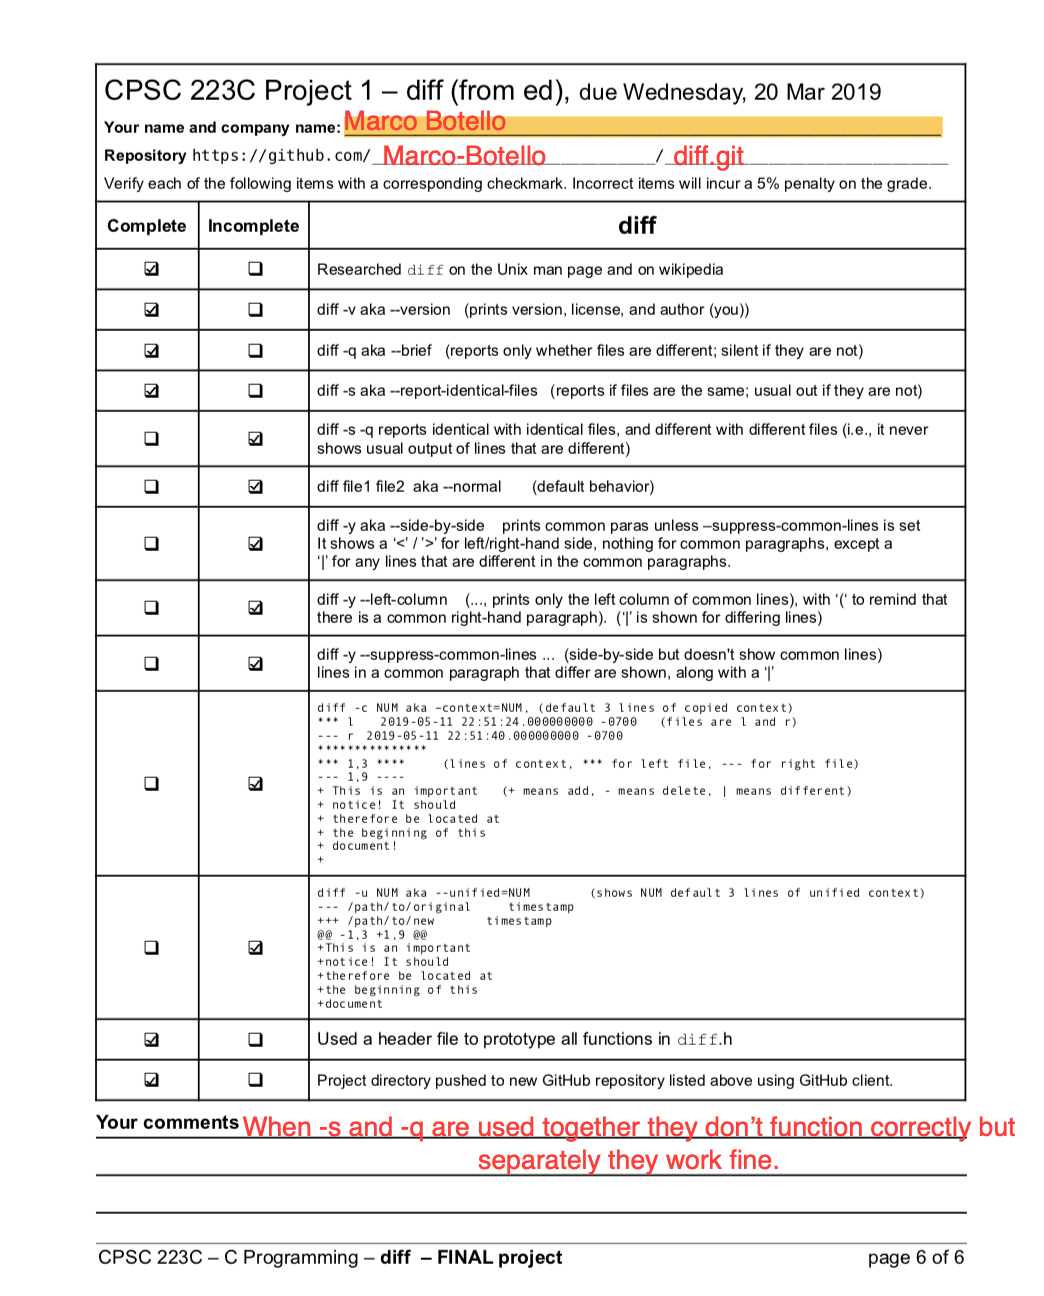 CPSC 223C Project 1 – diff (from ed), due Wednesday, 20 Mar 2019
Your name and company name: Marco Botello
Repository https://github.com/ Marco-Botello / diff.git
Verify each of the following items with a corresponding checkmark. Incorrect items will incur a 5% penalty on the grade.
Complete Incomplete diff
☑ ☐ Researched diff on the Unix man page and on wikipedia
☑ ☐ diff -v aka --version (prints version, license, and author (you))
☑ ☐ diff -q aka --brief (reports only whether files are different; silent if they are not)
☑ ☐ diff -s aka --report-identical-files (reports if files are the same; usual out if they are not)
☐ ☑ diff -s -q reports identical with identical files, and different with different files (i.e., it never
shows usual output of lines that are different)
☐ ☑ diff file1 file2 aka --normal (default behavior)
☐ ☑ diff -y aka --side-by-side prints common paras unless –suppress-common-lines is set
It shows a ‘<’ / ’>’ for left/right-hand side, nothing for common paragraphs, except a
‘|’ for any lines that are different in the common paragraphs.
☐ ☑ diff -y --left-column (..., prints only the left column of common lines), with ‘(‘ to remind that
there is a common right-hand paragraph). (‘|’ is shown for differing lines)
☐ ☑ diff -y --suppress-common-lines ... (side-by-side but doesn't show common lines)
lines in a common paragraph that differ are shown, along with a ‘|’
☐ ☑ diff -c NUM aka –context=NUM, (default 3 lines of copied context)
*** l 2019-05-11 22:51:24.000000000 -0700 (files are l and r)
--- r 2019-05-11 22:51:40.000000000 -0700
***************
*** 1,3 **** (lines of context, *** for left file, --- for right file)
--- 1,9 ----
+ This is an important (+ means add, - means delete, | means different)
+ notice! It should
+ therefore be located at
+ the beginning of this
+ document!
+
☐ ☑ diff -u NUM aka --unified=NUM (shows NUM default 3 lines of unified context)
--- /path/to/original timestamp
+++ /path/to/new timestamp
@@ -1,3 +1,9 @@
+This is an important
+notice! It should
+therefore be located at
+the beginning of this
+document
☑ ☐ Used a header file to prototype all functions in diff.h
☑ ☐ Project directory pushed to new GitHub repository listed above using GitHub client.
Your comments When -s and -q are used together they don’t function correctly but
separately they work fine.
CPSC 223C – C Programming – diff – FINAL project page 6 of 6